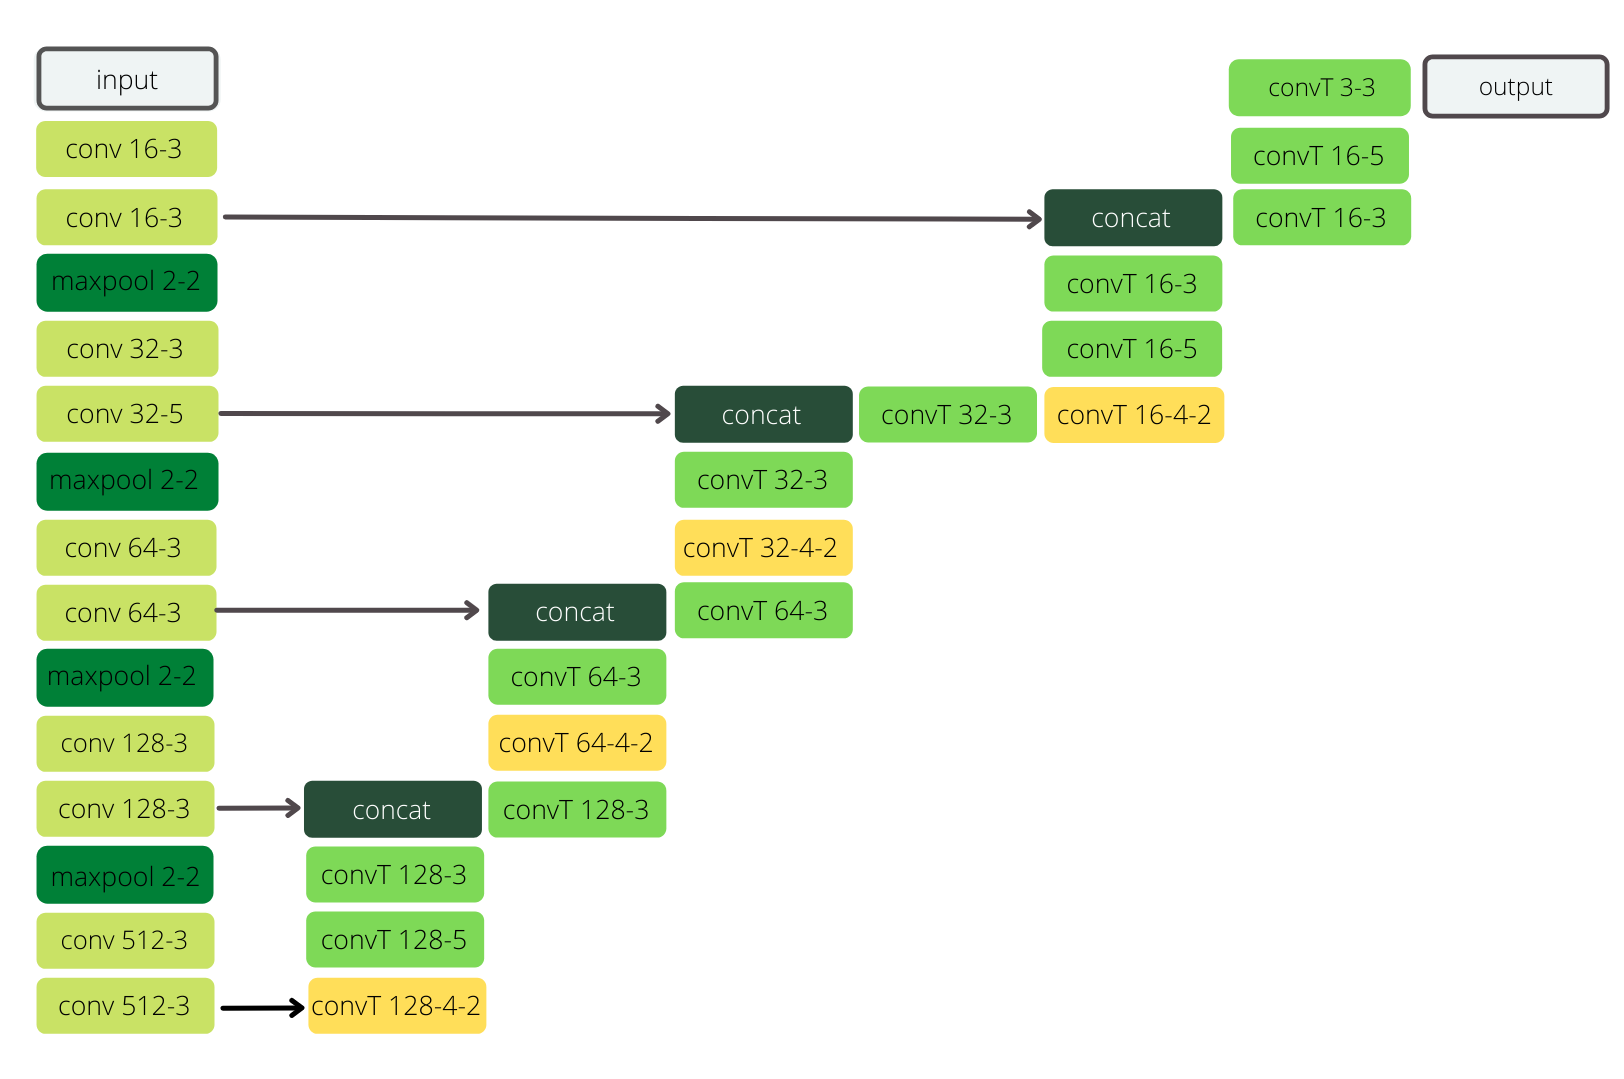 input
conv 16-3
conv 16-3
maxpool 2-2
conv 32-3
conv 32-5
maxpool 2-2
conv 64-3
conv 64-3
maxpool 2-2
conv 128-3
conv 128-3
maxpool 2-2
conv 512-3
conv 512-3
concat
convT 128-3
convT 128-5
convT 128-4-2
concat
convT 64-3
convT 64-4-2
convT 128-3
concat
convT 32-3
convT 32-4-2
convT 64-3
convT 32-3
concat
convT 16-3
convT 16-5
convT 16-4-2
convT 3-3
convT 16-5
convT 16-3
output